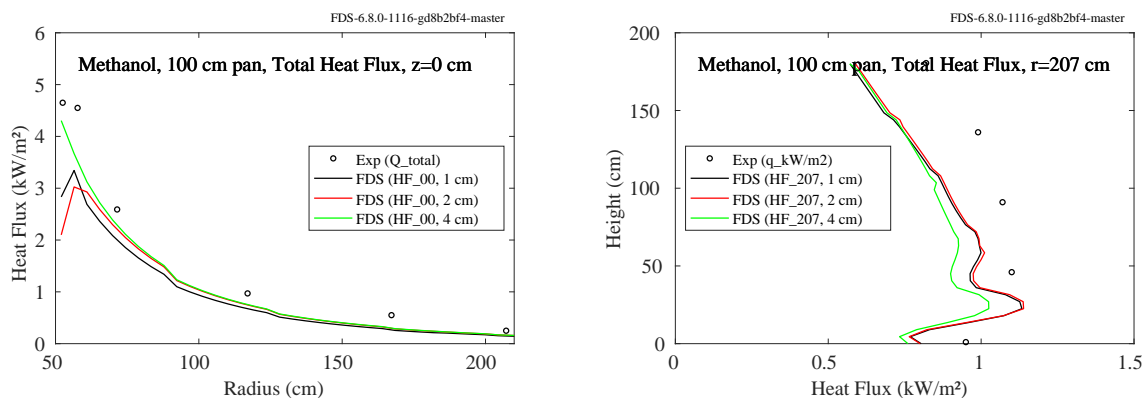 FDS-6.8.0-1116-gd8b2bf4-master
Methanol, 100 cm pan, Total Heat Flux, z=0 cm
Heat Flux (kW/m²)
6
5
4
3
2
1
0
Exp (Q_total)
FDS (HF_00, 1 cm)
FDS (HF_00, 2 cm)
FDS (HF_00, 4 cm)
50
100
150
200
Radius (cm)
FDS-6.8.0-1116-gd8b2bf4-master
Methanol, 100 cm pan, Total Heat Flux, r=207 cm
Height (cm)
200
150
100
50
0
Exp (q_kW/m2)
FDS (HF_207, 1 cm)
FDS (HF_207, 2 cm)
FDS (HF_207, 4 cm)
0
0.5
1
1.5
Heat Flux (kW/m²)